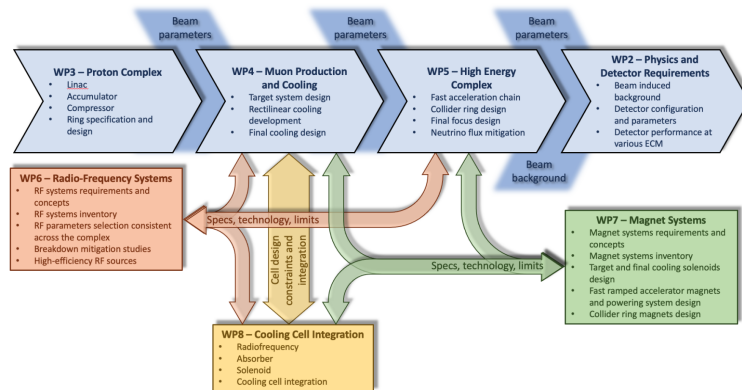 Beam
parameters
Beam
parameters
Beam
parameters
WP3 – Proton Complex
• Linac
• Accumulator
• Compressor
• Ring specification and
design
WP4 – Muon Production
and Cooling
• Target system design
• Rectilinear cooling
development
• Final cooling design
WP5 – High Energy
Complex
• Fast acceleration chain
• Collider ring design
• Final focus design
• Neutrino flux mitigation
WP2 – Physics and
Detector Requirements
• Beam induced
background
• Detector configuration
and parameters
• Detector performance at
various ECM
Beam
background
WP6 – Radio-Frequency Systems
• RF systems requirements and
concepts
• RF systems inventory
• RF parameters selection consistent
across the complex
• Breakdown mitigation studies
• High-efficiency RF sources
Specs, technology, limits
Cell design
constraints and
integration
Specs, technology, limits
WP7 – Magnet Systems
• Magnet systems requirements and
concepts
• Magnet systems inventory
• Target and final cooling solenoids
design
• Fast ramped accelerator magnets
and powering system design
• Collider ring magnets design
WP8 – Cooling Cell Integration
• Radiofrequency
• Absorber
• Solenoid
• Cooling cell integration